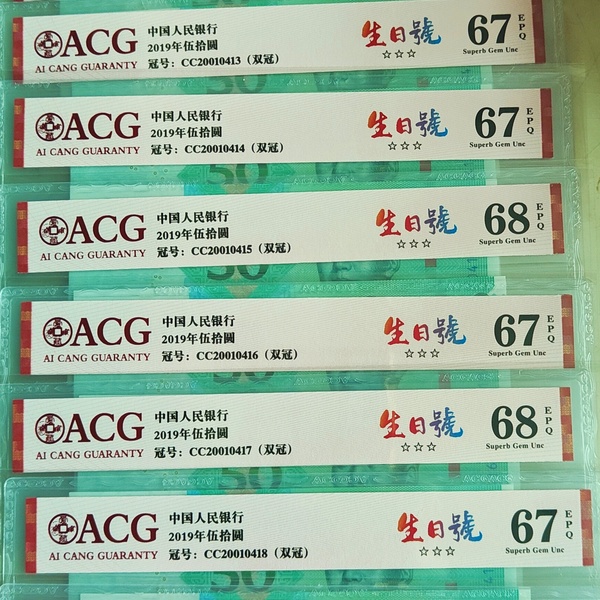 ACG
AI CANG GUARANTY
中国人民银行
2019年伍拾圆
冠号：CC20010413（双冠）
生日號
☆☆☆
67 EPQ
Superb Gem Unc
ACG
AI CANG GUARANTY
中国人民银行
2019年伍拾圆
冠号：CC20010414（双冠）
生日號
☆☆☆
67 EPQ
Superb Gem Unc
50
ACG
AI CANG GUARANTY
中国人民银行
2019年伍拾圆
冠号：CC20010415（双冠）
生日號
☆☆☆
68 EPQ
Superb Gem Unc
50
ACG
AI CANG GUARANTY
中国人民银行
2019年伍拾圆
冠号：CC20010416（双冠）
生日號
☆☆☆
67 EPQ
Superb Gem Unc
50
ACG
AI CANG GUARANTY
中国人民银行
2019年伍拾圆
冠号：CC20010417（双冠）
生日號
☆☆☆
68 EPQ
Superb Gem Unc
50
ACG
AI CANG GUARANTY
中国人民银行
2019年伍拾圆
冠号：CC20010418（双冠）
生日號
☆☆☆
67 EPQ
Superb Gem Unc
50